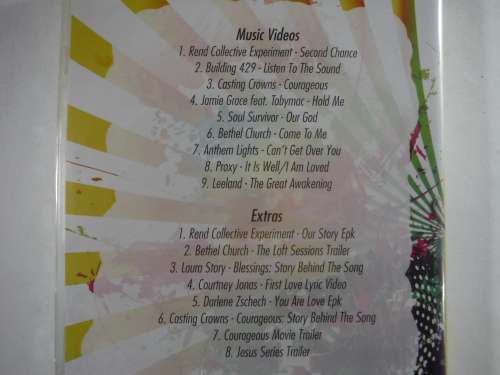 Music Videos
1. Rend Collective Experiment - Second Chance
2. Building 429 - Listen To The Sound
3. Casting Crowns - Courageous
4. Jamie Grace feat. Tobymac - Hold Me
5. Soul Survivor - Our God
6. Bethel Church - Come To Me
7. Anthem Lights - Can't Get Over You
8. Proxy - It Is Well/I Am Loved
9. Leeland - The Great Awakening
Extras
1. Rend Collective Experiment - Our Story Epk
2. Bethel Church - The Loft Sessions Trailer
3. Laura Story - Blessings: Story Behind The Song
4. Courtney Jonas - First Love Lyric Video
5. Darlene Zschech - You Are Love Epk
6. Casting Crowns - Courageous: Story Behind The Song
7. Courageous Movie Trailer
8. Jesus Series Trailer